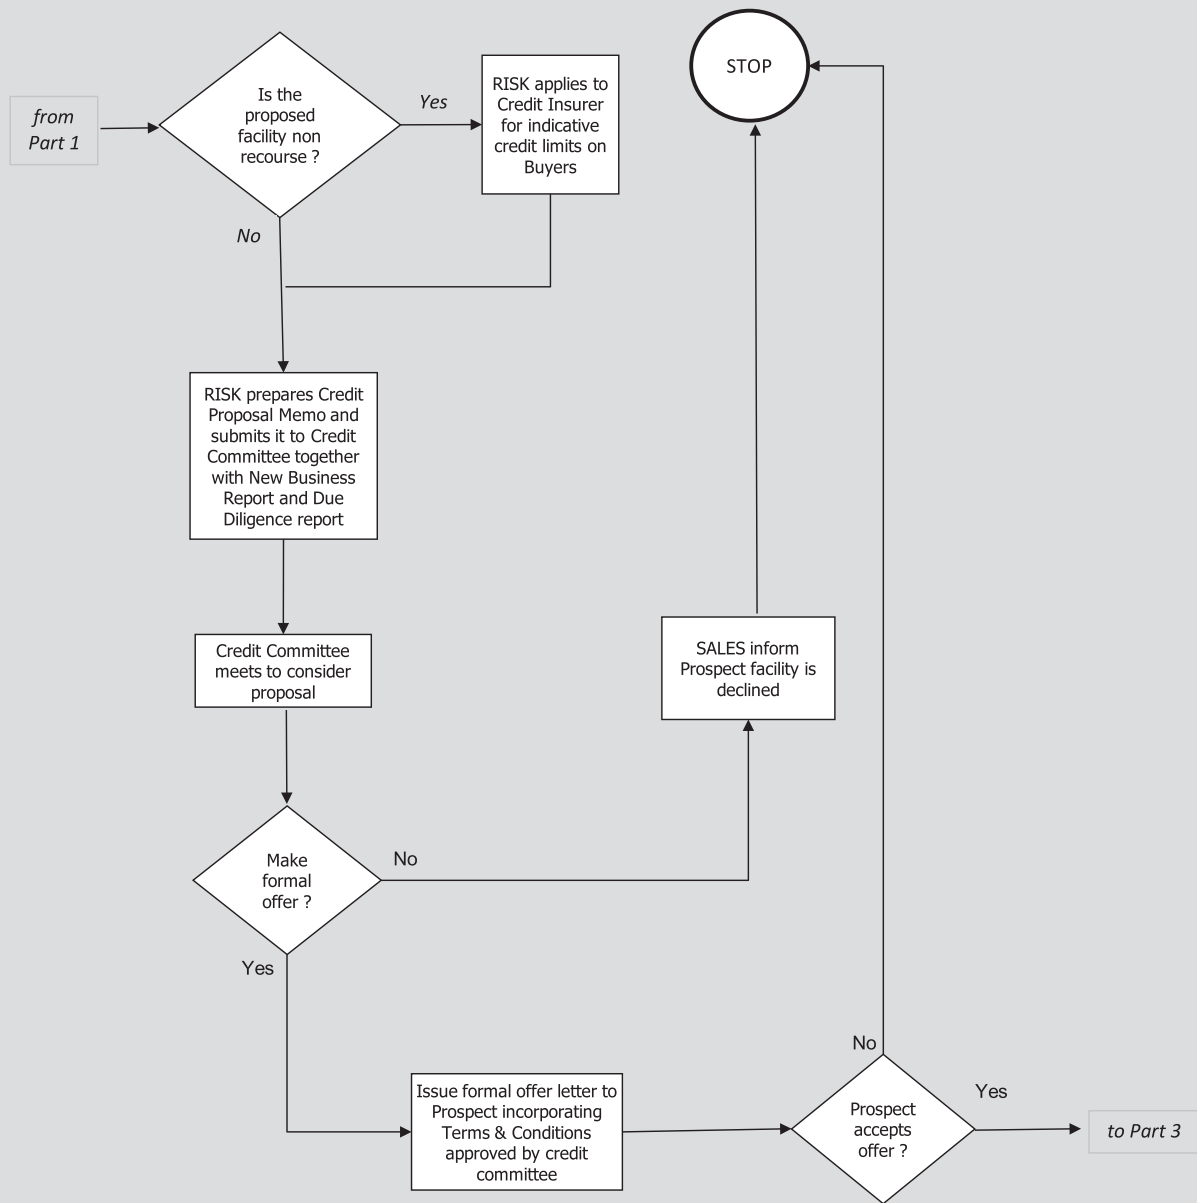 from
Part 1
Is the
proposed
facility non
recourse ?
Yes
RISK applies to
Credit Insurer
for indicative
credit limits on
Buyers
STOP
No
RISK prepares Credit
Proposal Memo and
submits it to Credit
Committee together
with New Business
Report and Due
Diligence report
Credit Committee
meets to consider
proposal
SALES inform
Prospect facility is
declined
Make
formal
offer ?
No
Yes
Issue formal offer letter to
Prospect incorporating
Terms & Conditions
approved by credit
committee
No
Prospect
accepts
offer ?
Yes
to Part 3